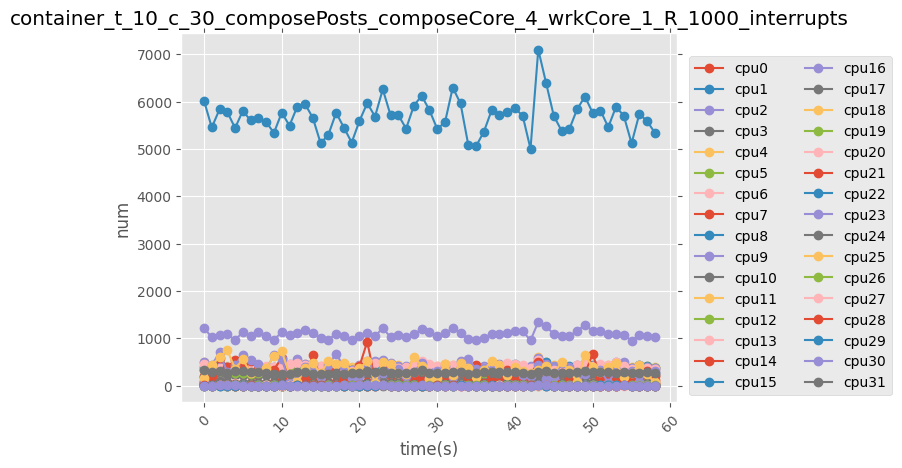 container_t_10_c_30_composePosts_composeCore_4_wrkCore_1_R_1000_interrupts
7000
6000
5000
4000
3000
2000
1000
0
num
0 10 20 30 40 50 60
time(s)
cpu0 cpu16
cpu1 cpu17
cpu2 cpu18
cpu3 cpu19
cpu4 cpu20
cpu5 cpu21
cpu6 cpu22
cpu7 cpu23
cpu8 cpu24
cpu9 cpu25
cpu10 cpu26
cpu11 cpu27
cpu12 cpu28
cpu13 cpu29
cpu14 cpu30
cpu15 cpu31